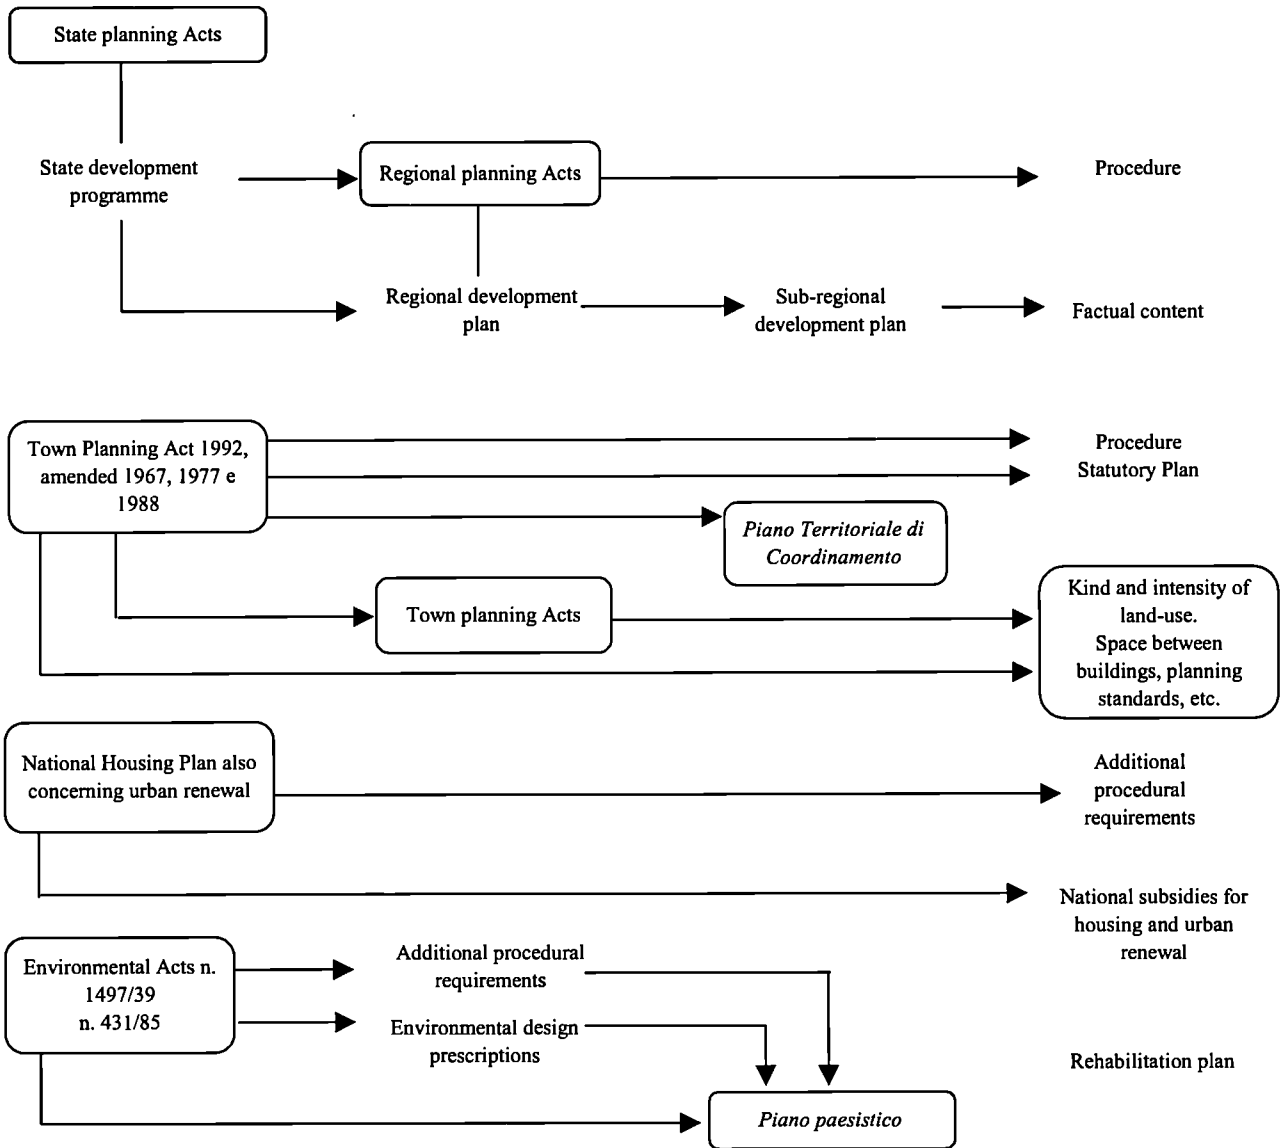 State planning Acts
State development
programme
Regional planning Acts
Procedure
Regional development
plan
Sub-regional
development plan
Factual content
Town Planning Act 1992,
amended 1967, 1977 e
1988
Procedure
Statutory Plan
Piano Territoriale di
Coordinamento
Town planning Acts
Kind and intensity of
land-use.
Space between
buildings, planning
standards, etc.
National Housing Plan also
concerning urban renewal
Additional
procedural
requirements
National subsidies for
housing and urban
renewal
Environmental Acts n.
1497/39
n. 431/85
Additional procedural
requirements
Environmental design
prescriptions
Rehabilitation plan
Piano paesistico